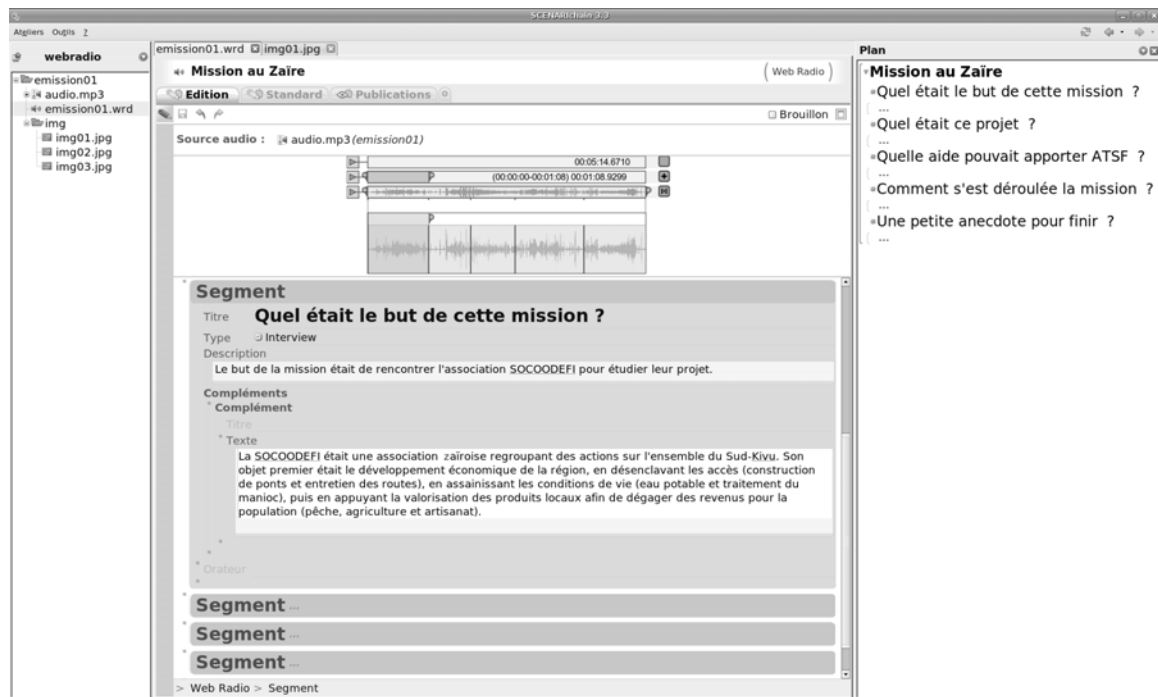 SCENARIchain 3.3
Ateliers Outils ?
webradio
emission01
audio.mp3
emission01.wrd
img
img01.jpg
img02.jpg
img03.jpg
emission01.wrd img01.jpg
Mission au Zaïre
Web Radio
Edition Standard Publications
Brouillon
Source audio : audio.mp3 (emission01)
00:05:14.6710
(00:00:00-00:01:08) 00:01:08.9299
Segment
Titre Quel était le but de cette mission ?
Type Interview
Description
Le but de la mission était de rencontrer l'association SOCOODEFI pour étudier leur projet.
Compléments
Complément
Titre
Texte
La SOCOODEFI était une association zaïroise regroupant des actions sur l'ensemble du Sud-Kivu. Son
objet premier était le développement économique de la région, en désenclavant les accès (construction
de ponts et entretien des routes), en assainissant les conditions de vie (eau potable et traitement du
manioc), puis en appuyant la valorisation des produits locaux afin de dégager des revenus pour la
population (pêche, agriculture et artisanat).
Orateur
Segment ...
Segment ...
Segment ...
> Web Radio > Segment
Plan
Mission au Zaïre
Quel était le but de cette mission ?
...
Quel était ce projet ?
...
Quelle aide pouvait apporter ATSF ?
...
Comment s'est déroulée la mission ?
...
Une petite anecdote pour finir ?
...